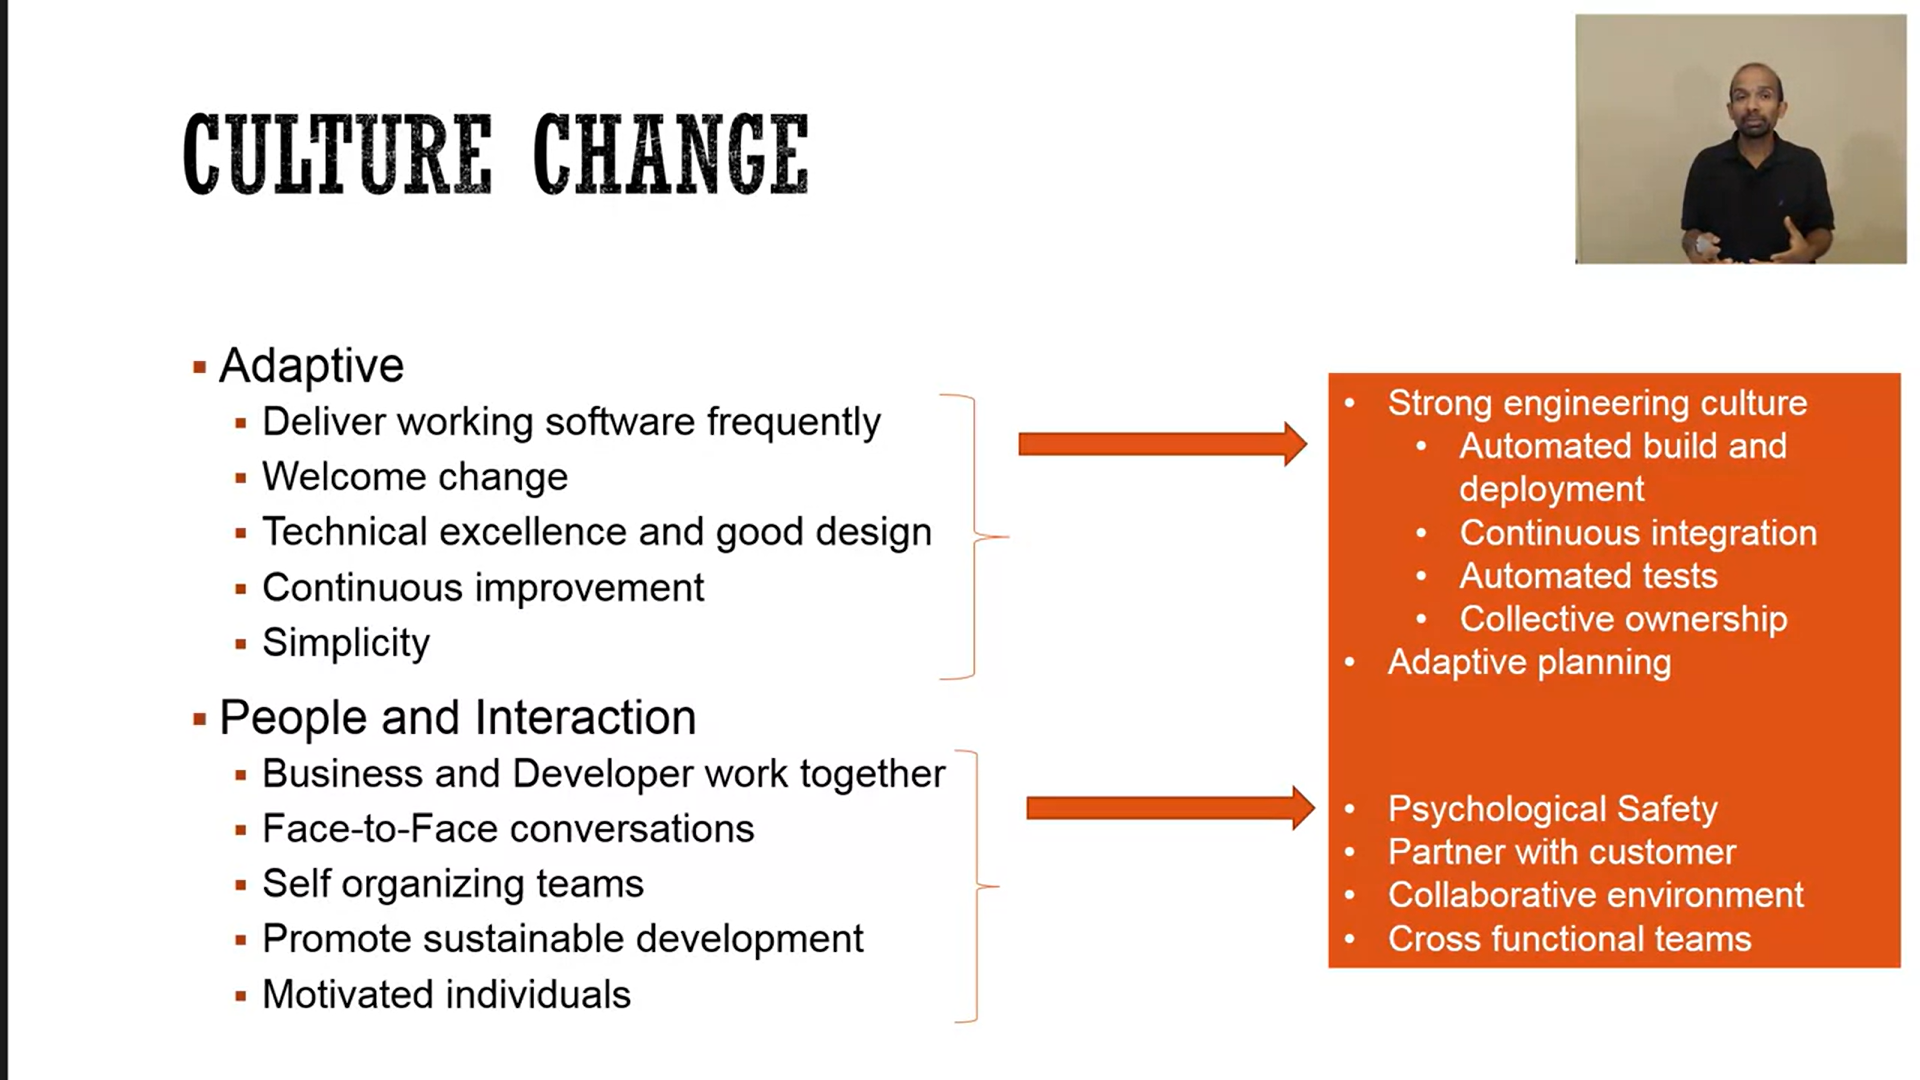 CULTURE CHANGE
Adaptive
Deliver working software frequently
Welcome change
Technical excellence and good design
Continuous improvement
Simplicity
People and Interaction
Business and Developer work together
Face-to-Face conversations
Self organizing teams
Promote sustainable development
Motivated individuals
Strong engineering culture
Automated build and
deployment
Continuous integration
Automated tests
Collective ownership
Adaptive planning
Psychological Safety
Partner with customer
Collaborative environment
Cross functional teams